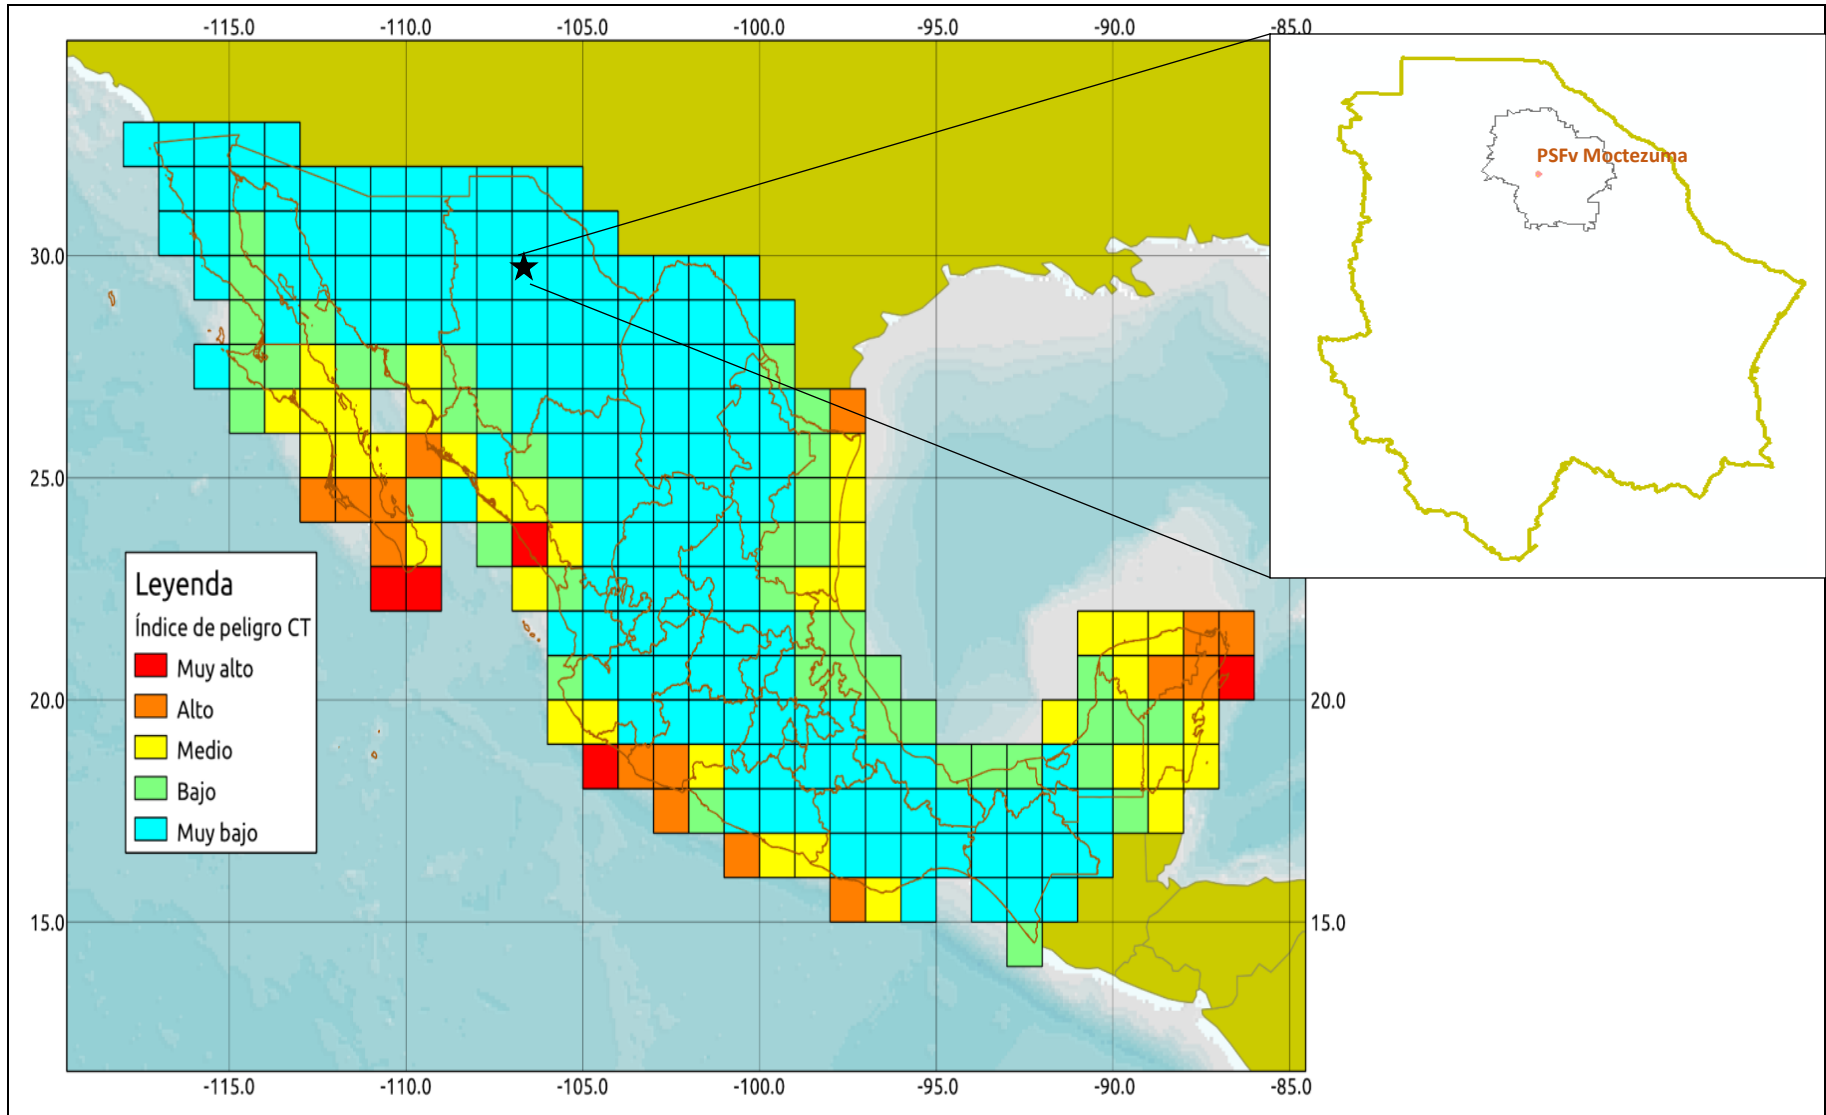 -115.0 -110.0 -105.0 -100.0 -95.0 -90.0 -85.0
PSFv Moctezuma
30.0
25.0
Leyenda
Índice de peligro CT
Muy alto
Alto
Medio
Bajo
Muy bajo
20.0 20.0
15.0 15.0
-115.0 -110.0 -105.0 -100.0 -95.0 -90.0 -85.0